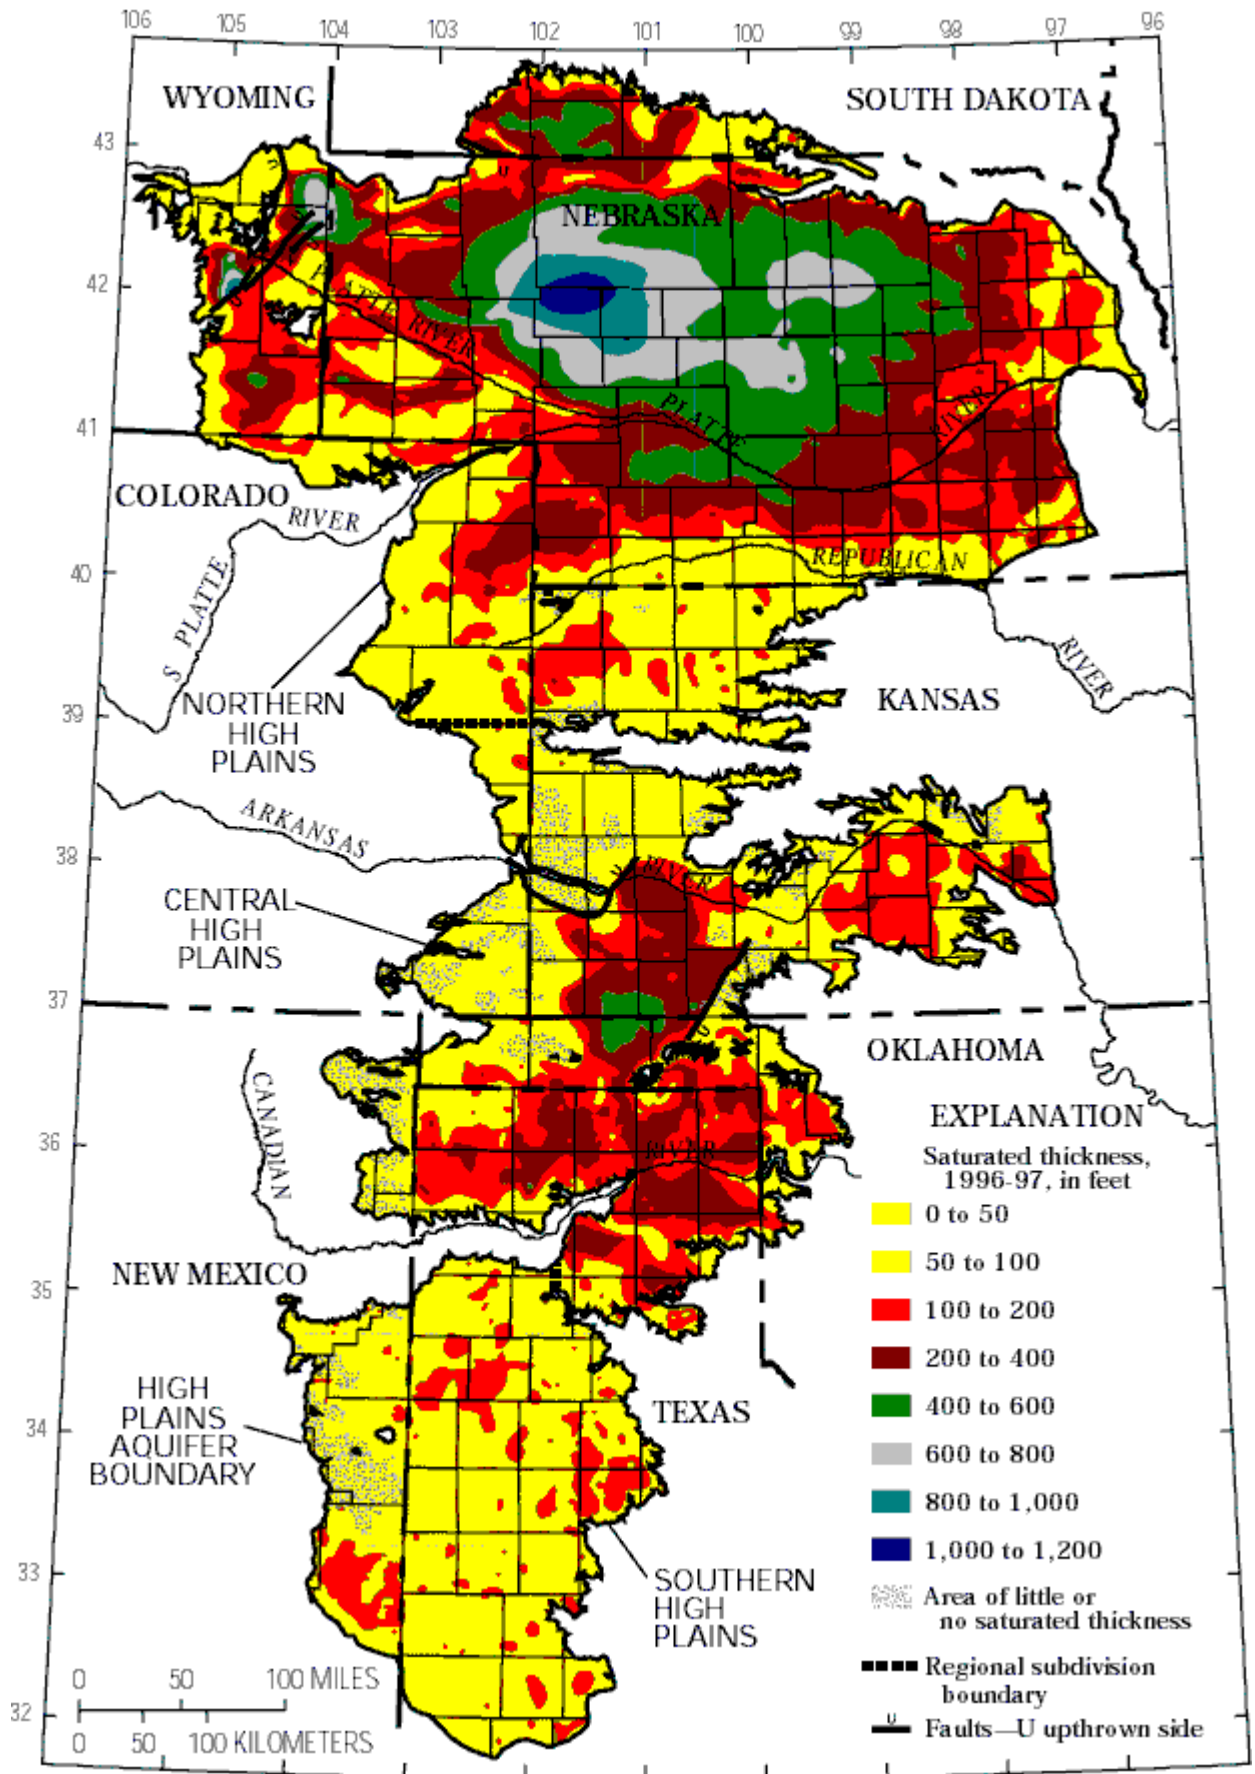 106
105
104
103
102
101
100
99
98
97
96
WYOMING
SOUTH DAKOTA
43
U
NEBRASKA
42
U
PLATTE RIVER
PLATTE
RIVER
41
COLORADO
RIVER
REPUBLICAN
40
S PLATTE
RIVER
NORTHERN
HIGH
PLAINS
KANSAS
39
ARKANSAS
38
U
RIVER
CENTRAL
HIGH
PLAINS
37
U
OKLAHOMA
CANADIAN
EXPLANATION
36
RIVER
Saturated thickness,
1996-97, in feet
0 to 50
50 to 100
NEW MEXICO
35
100 to 200
200 to 400
HIGH
PLAINS
AQUIFER
BOUNDARY
TEXAS
34
400 to 600
600 to 800
800 to 1,000
1,000 to 1,200
33
SOUTHERN
HIGH
PLAINS
Area of little or
no saturated thickness
Regional subdivision
boundary
U
Faults—U upthrown side
0 50 100 MILES
32
0 50 100 KILOMETERS